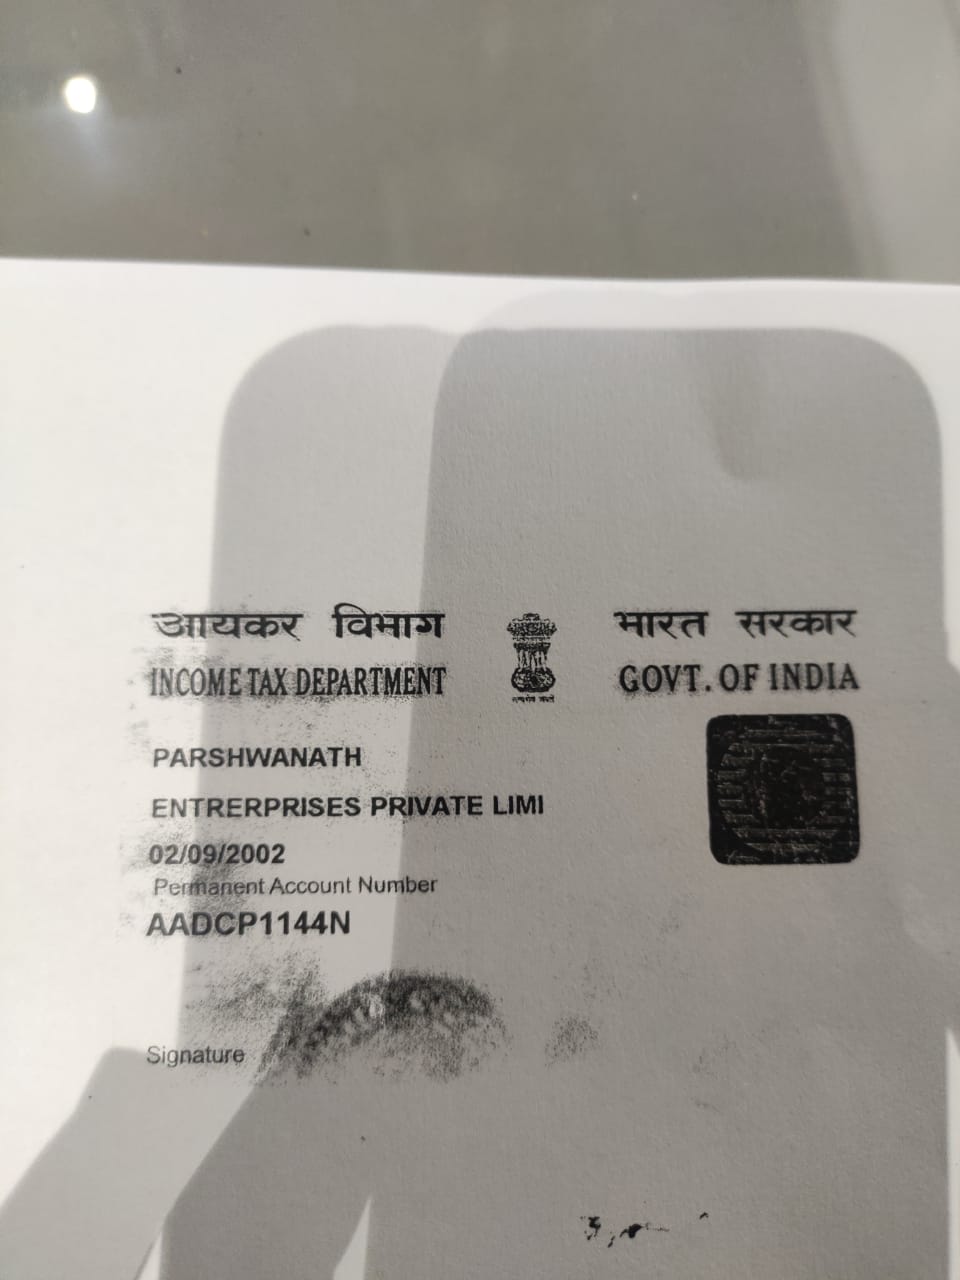 आयकर विभाग भारत सरकार
INCOME TAX DEPARTMENT GOVT. OF INDIA
PARSHWANATH
ENTRERPRISES PRIVATE LIMI
02/09/2002
Permanent Account Number
AADCP1144N
Signature